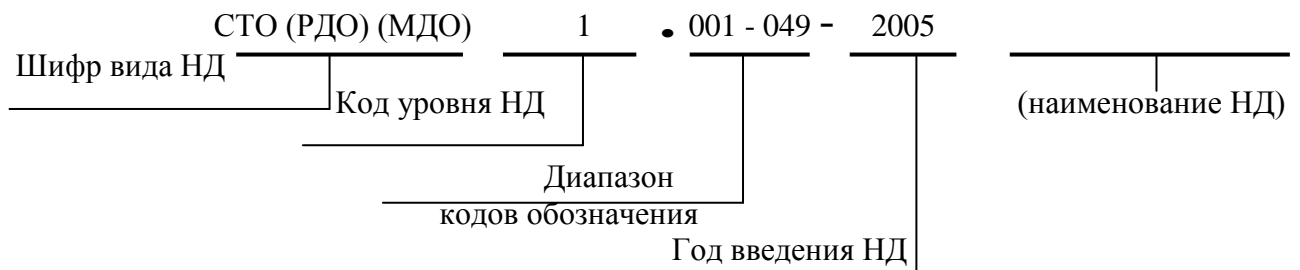 СТО (РДО) (МДО) 1 . 001 - 049 - 2005
Шифр вида НД
Код уровня НД
(наименование НД)
Диапазон
кодов обозначения
Год введения НД